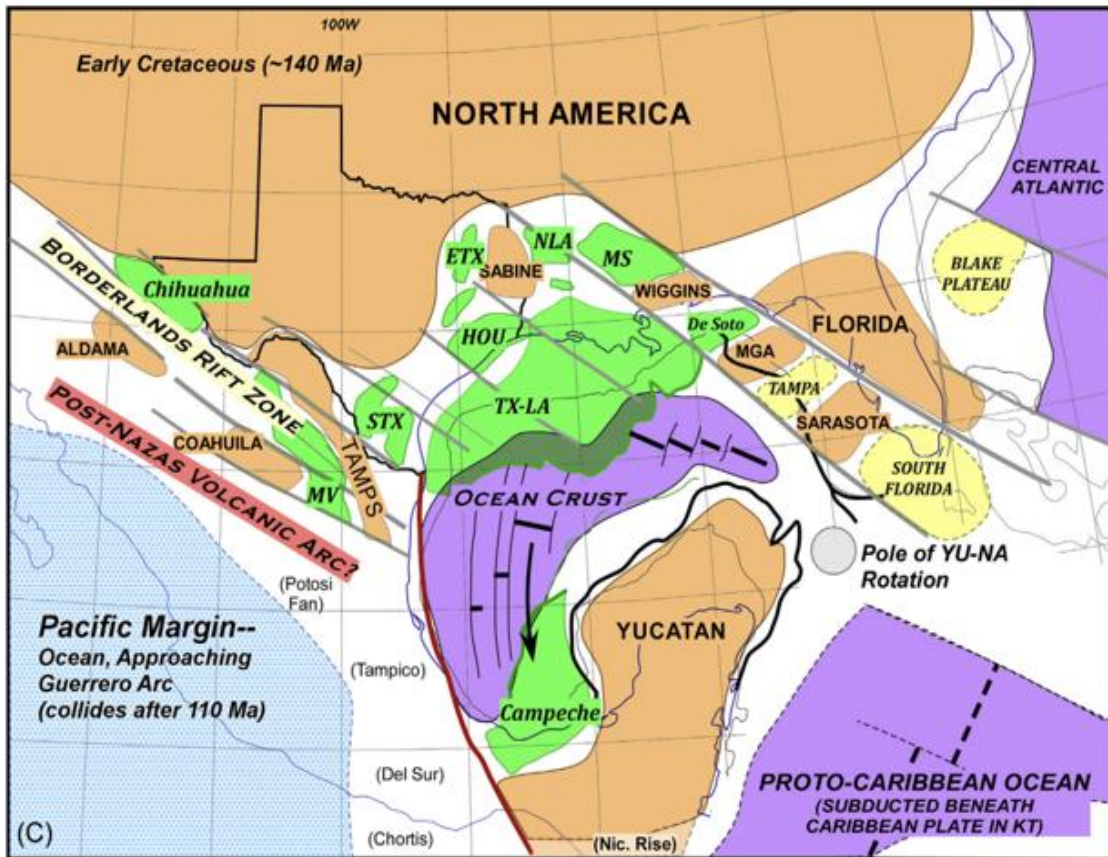 100W
Early Cretaceous (~140 Ma)
NORTH AMERICA
CENTRAL
ATLANTIC
BLAKE
PLATEAU
ETX
NLA
MS
SABINE
WIGGINS
Chihuahua
BORDERLANDS RIFT ZONE
ALDAMA
HOU
De Soto
FLORIDA
MGA
TAMPA
TX-LA
STX
SARASOTA
COAHUILA
TAMPS
MV
SOUTH
FLORIDA
POST-NAZAS VOLCANIC ARC?
OCEAN CRUST
Pole of YU-NA
Rotation
(Potosi
Fan)
Pacific Margin--
Ocean, Approaching
Guerrero Arc
(collides after 110 Ma)
YUCATAN
(Tampico)
Campeche
(Del Sur)
PROTO-CARIBBEAN OCEAN
(SUBDUCTED BENEATH
CARIBBEAN PLATE IN KT)
(C)
(Chortis)
(Nic. Rise)